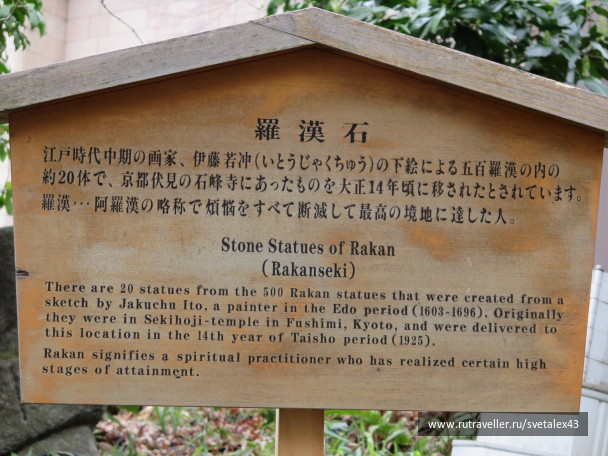 羅漢石
江戸時代中期の画家、伊藤若冲(いとうじゃくちゅう)の下絵による五百羅漢の内の
約20体で、京都伏見の石峰寺にあったものを大正14年頃に移されたとされています。
羅漢…阿羅漢の略称で煩悩をすべて断滅して最高の境地に達した人。
Stone Statues of Rakan
(Rakanseki)
There are 20 statues from the 500 Rakan statues that were created from a
sketch by Jakuchu Ito, a painter in the Edo period (1603-1696). Originally
they were in Sekihoji-temple in Fushimi, Kyoto, and were delivered to
this location in the 14th year of Taisho period (1925).
Rakan signifies a spiritual practitioner who has realized certain high
stages of attainment.
www.rutraveller.ru/svetalex43